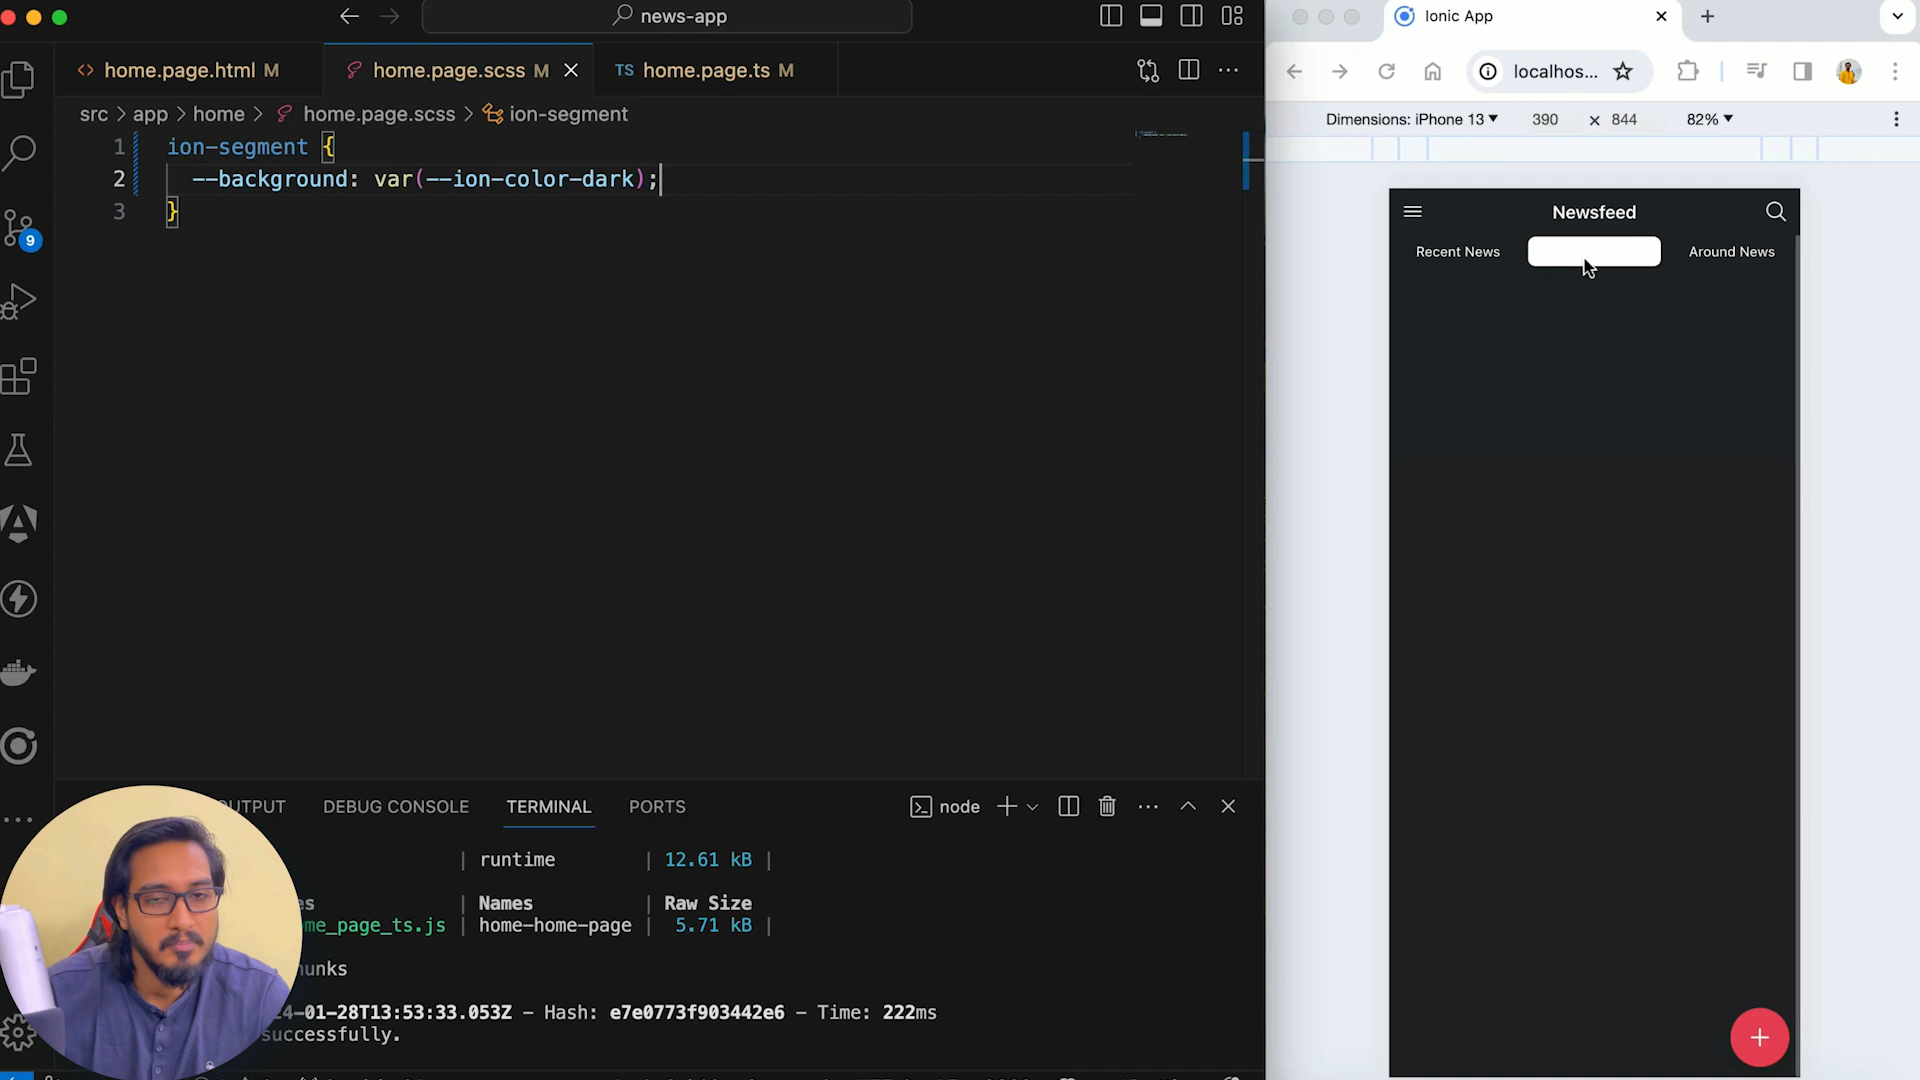 news-app
home.page.html M
home.page.scss M
TS home.page.ts M
src > app > home > home.page.scss > ion-segment
1 ion-segment {
2 --background: var(--ion-color-dark);
3 }
9
OUTPUT
DEBUG CONSOLE
TERMINAL
PORTS
node
| runtime | 12.61 kB |
es | Names | Raw Size
me_page_ts.js | home-home-page | 5.71 kB |
hunks
24-01-28T13:53:33.053Z - Hash: e7e0773f903442e6 - Time: 222ms
successfully.
Ionic App
localhos...
Dimensions: iPhone 13 390 × 844 82%
Newsfeed
Recent News
Around News